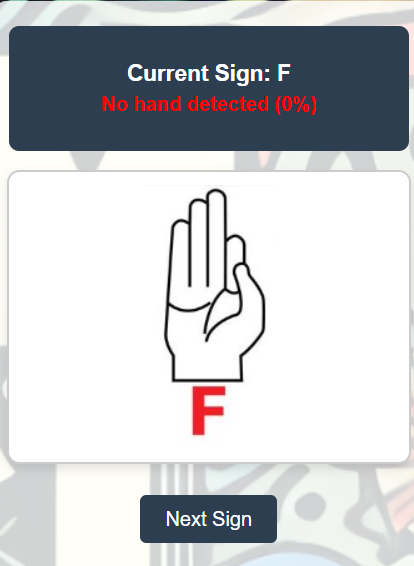 Current Sign: F
No hand detected (0%)
F
Next Sign